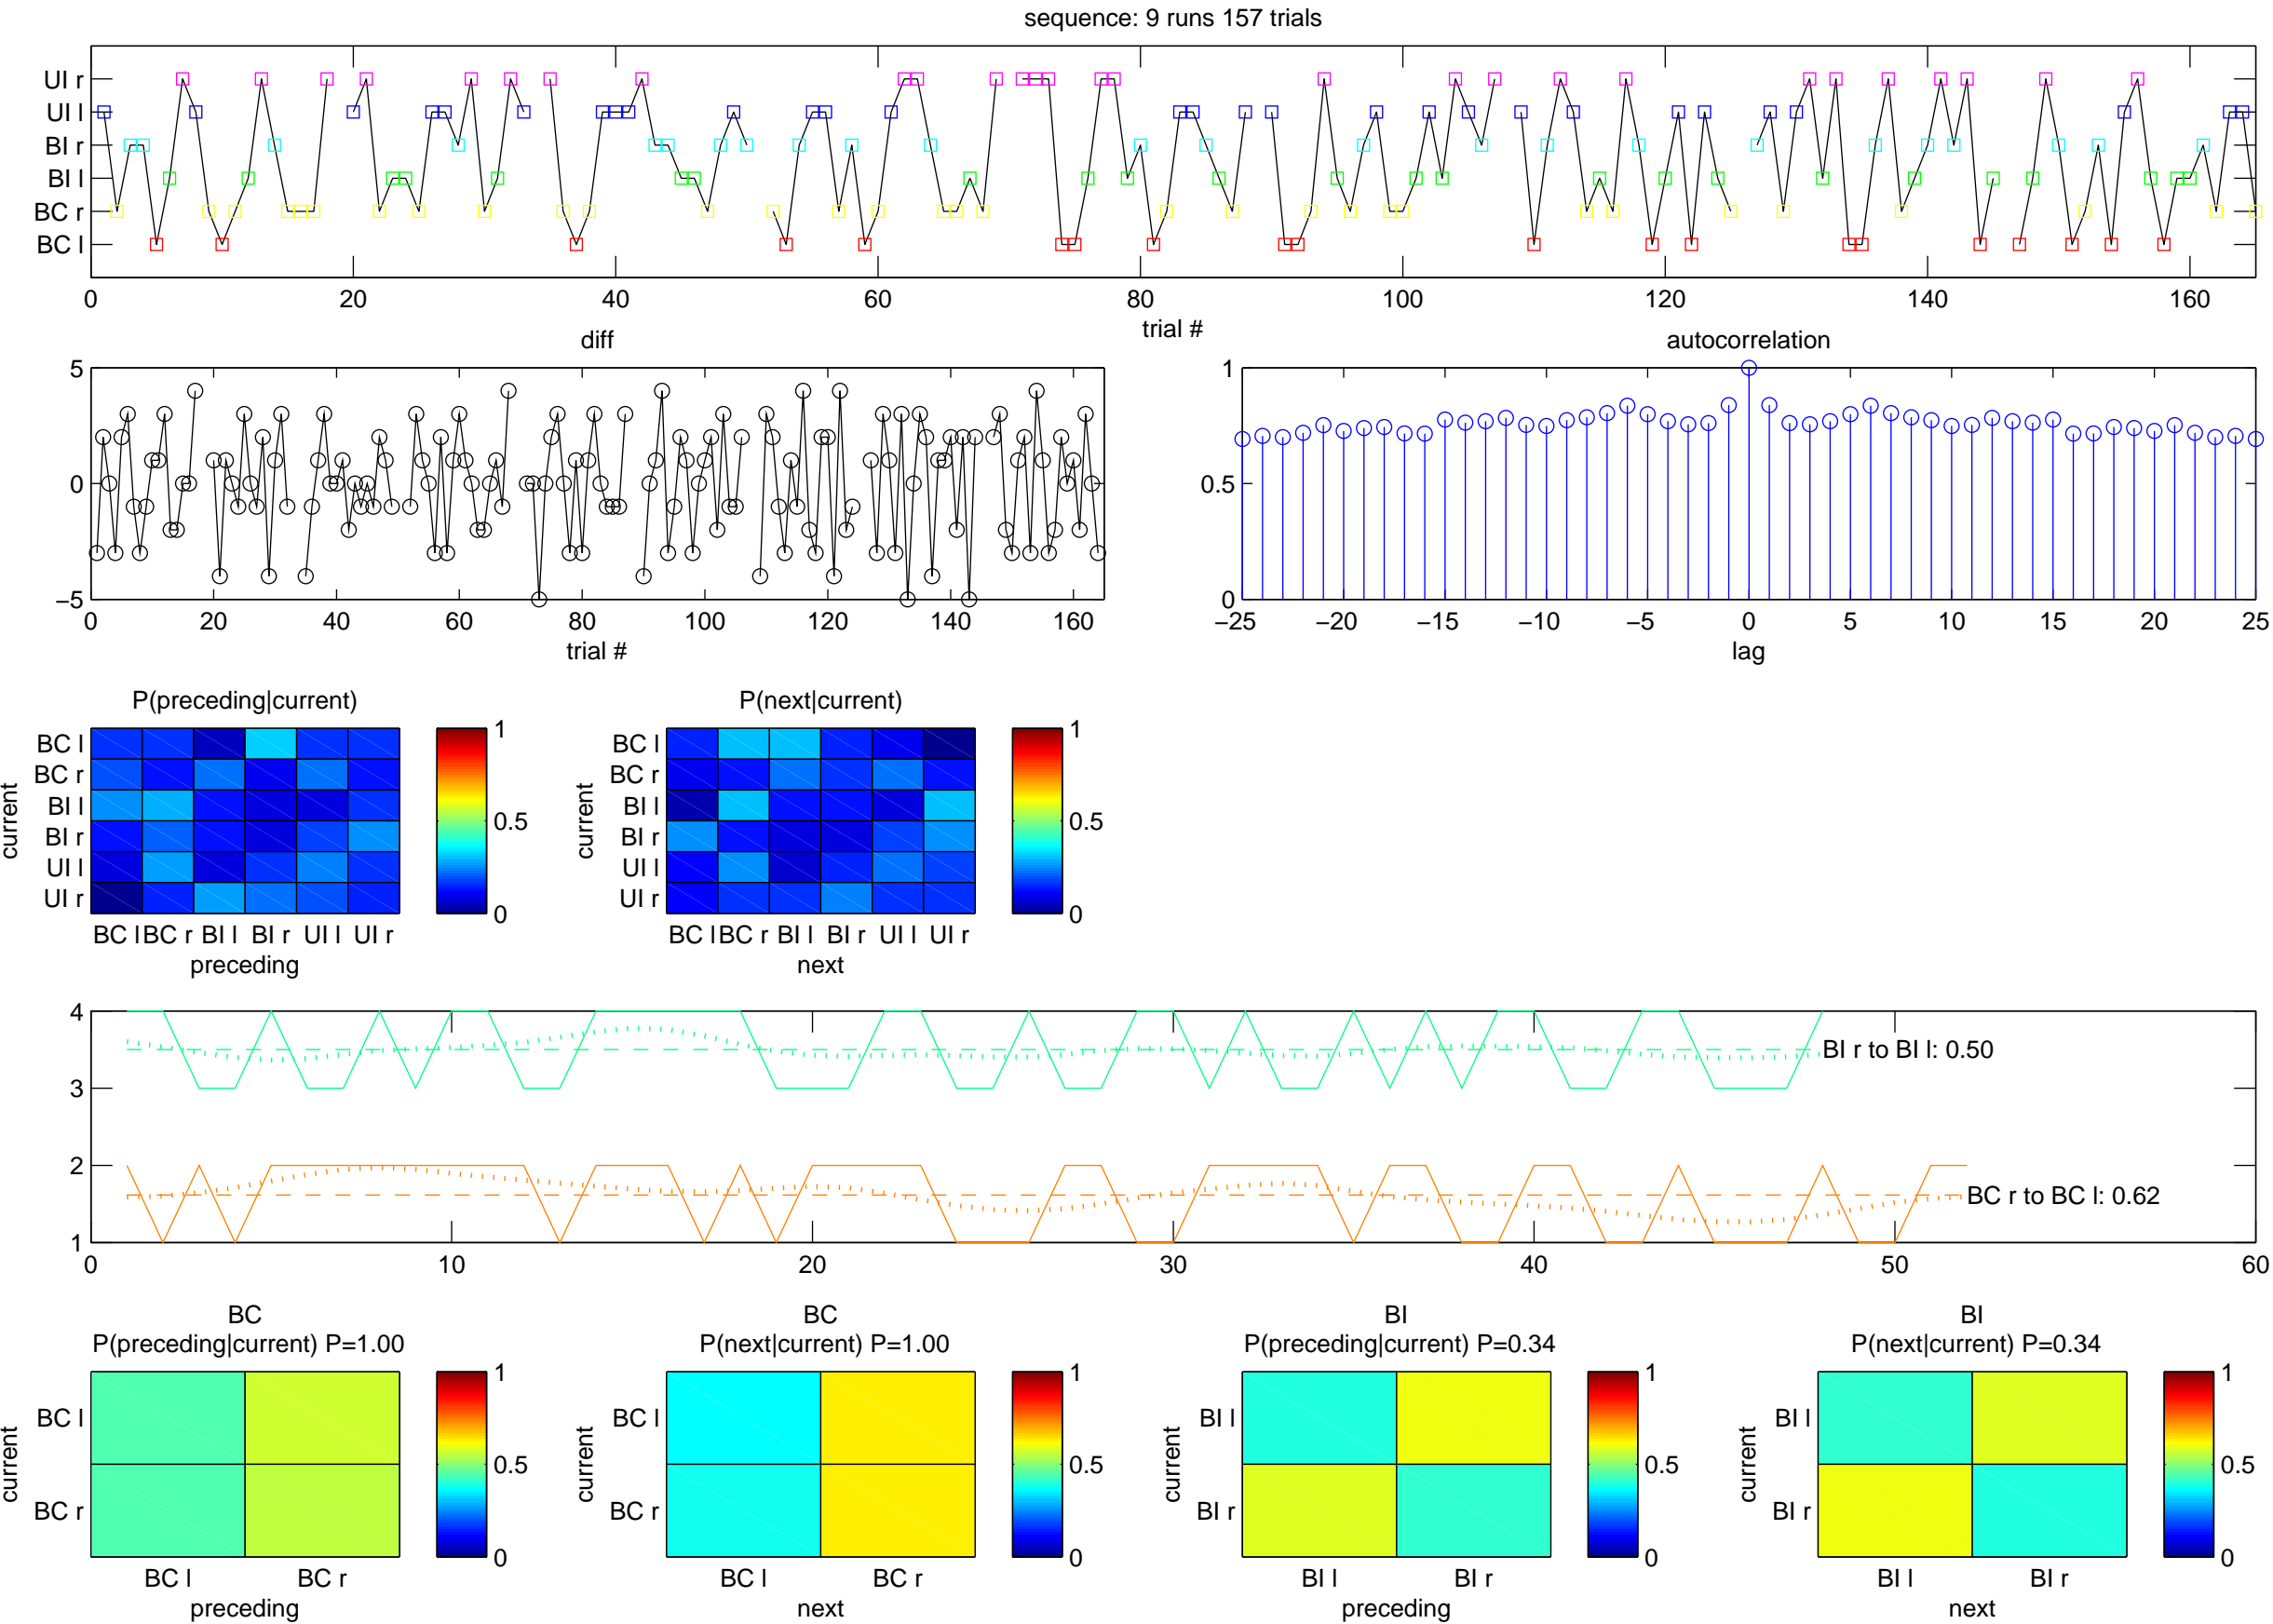 sequence: 9 runs 157 trials
UI r
UI l
BI r
BI l
BC r
BC l
0 20 40 60 80 100 120 140 160
trial #
diff
5
0
−5
0 20 40 60 80 100 120 140 160
trial #
autocorrelation
1
0.5
0
−25 −20 −15 −10 −5 0 5 10 15 20 25
lag
P(preceding|current)
current
BC l
BC r
BI l
BI r
UI l
UI r
BC l BC r BI l BI r UI l UI r
preceding
1
0.5
0
P(next|current)
current
BC l
BC r
BI l
BI r
UI l
UI r
BC l BC r BI l BI r UI l UI r
next
1
0.5
0
4
3
2
1
BI r to BI l: 0.50
BC r to BC l: 0.62
0 10 20 30 40 50 60
BC
P(preceding|current) P=1.00
current
BC l
BC r
BC l BC r
preceding
1
0.5
0
BC
P(next|current) P=1.00
current
BC l
BC r
BC l BC r
next
1
0.5
0
BI
P(preceding|current) P=0.34
current
BI l
BI r
BI l BI r
preceding
1
0.5
0
BI
P(next|current) P=0.34
current
BI l
BI r
BI l BI r
next
1
0.5
0